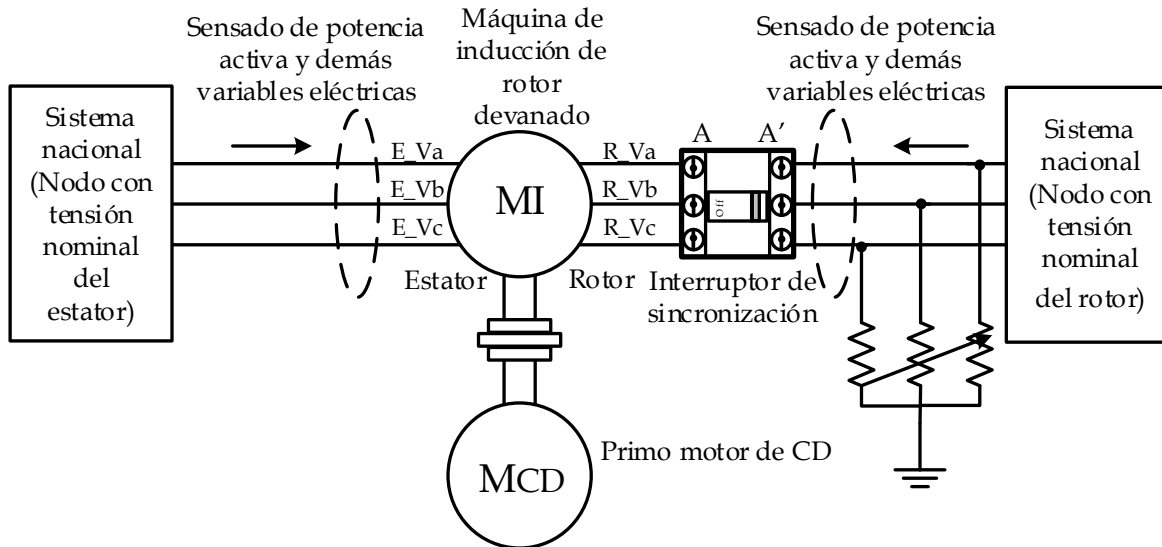 Sensado de potencia
activa y demás
variables eléctricas
Máquina de
inducción de
rotor
devanado
Sensado de potencia
activa y demás
variables eléctricas
Sistema
nacional
(Nodo con
tensión
nominal
del
estator)
E_Va
E_Vb
E_Vc
MI
R_Va
R_Vb
R_Vc
A
A'
Off
Sistema
nacional
(Nodo con
tensión
nominal
del rotor)
Estator
Rotor
Interruptor de
sincronización
MCD
Primo motor de CD